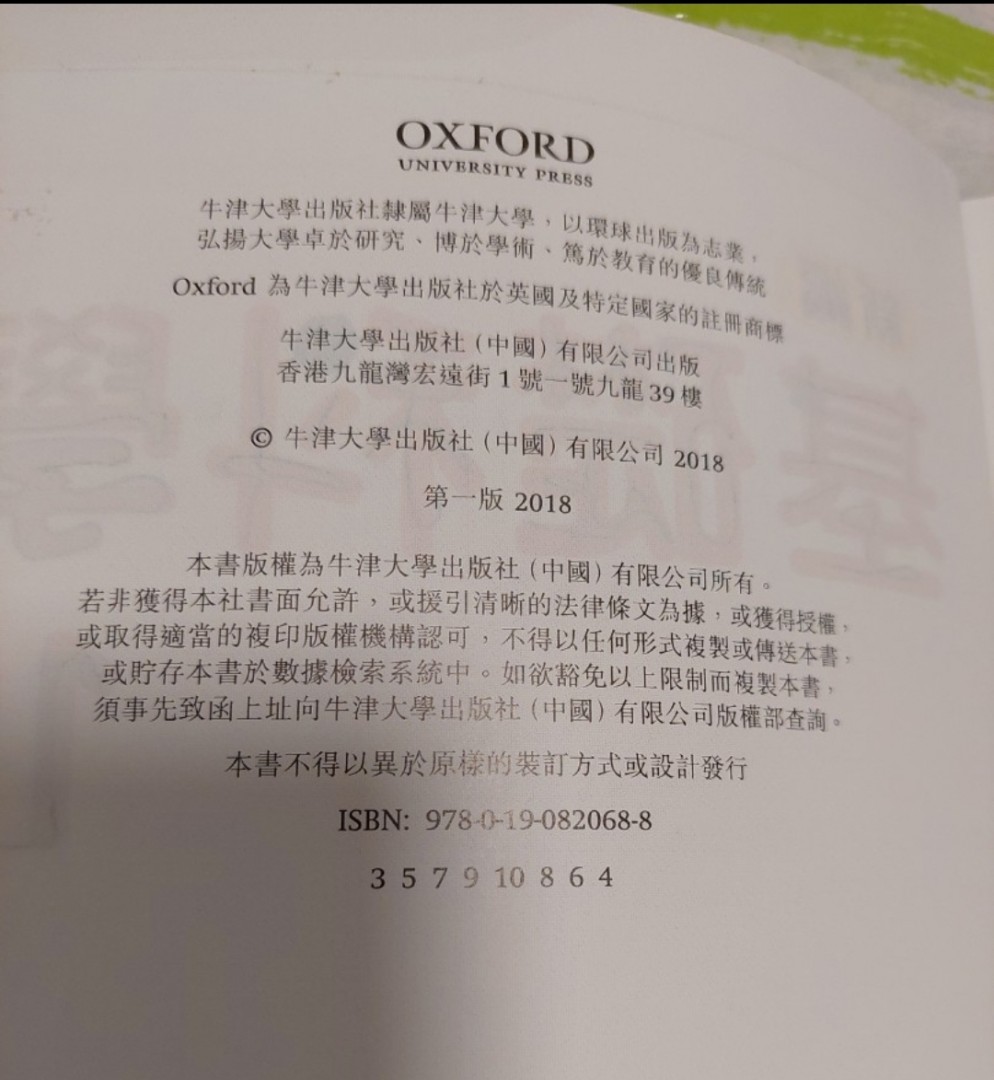 OXFORD
UNIVERSITY PRESS
牛津大學出版社隸屬牛津大學，以環球出版為志業，
弘揚大學卓於研究、博於學術、篤於教育的優良傳統
Oxford 為牛津大學出版社於英國及特定國家的註冊商標
牛津大學出版社（中國）有限公司出版
香港九龍灣宏遠街 1 號一號九龍 39 樓
© 牛津大學出版社（中國）有限公司 2018
第一版 2018
本書版權為牛津大學出版社（中國）有限公司所有。
若非獲得本社書面允許，或援引清晰的法律條文為據，或獲得授權，
或取得適當的複印版權機構認可，不得以任何形式複製或傳送本書，
或貯存本書於數據檢索系統中。如欲豁免以上限制而複製本書，
須事先致函上址向牛津大學出版社（中國）有限公司版權部查詢。
本書不得以異於原樣的裝訂方式或設計發行
ISBN: 978-0-19-082068-8
3 5 7 9 10 8 6 4